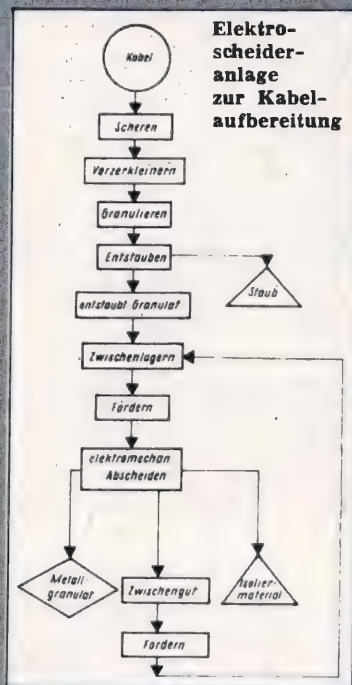 Elektro-
scheider-
anlage
zur Kabel-
aufbereitung
Kabel
Scheren
Vorzerkleinern
Granulieren
Entstauben
Staub
entstaubt Granulat
Zwischenlagern
Fördern
elektromechan
Abscheiden
Metall-
granulat
Zwischengut
Isolier-
material
Fördern